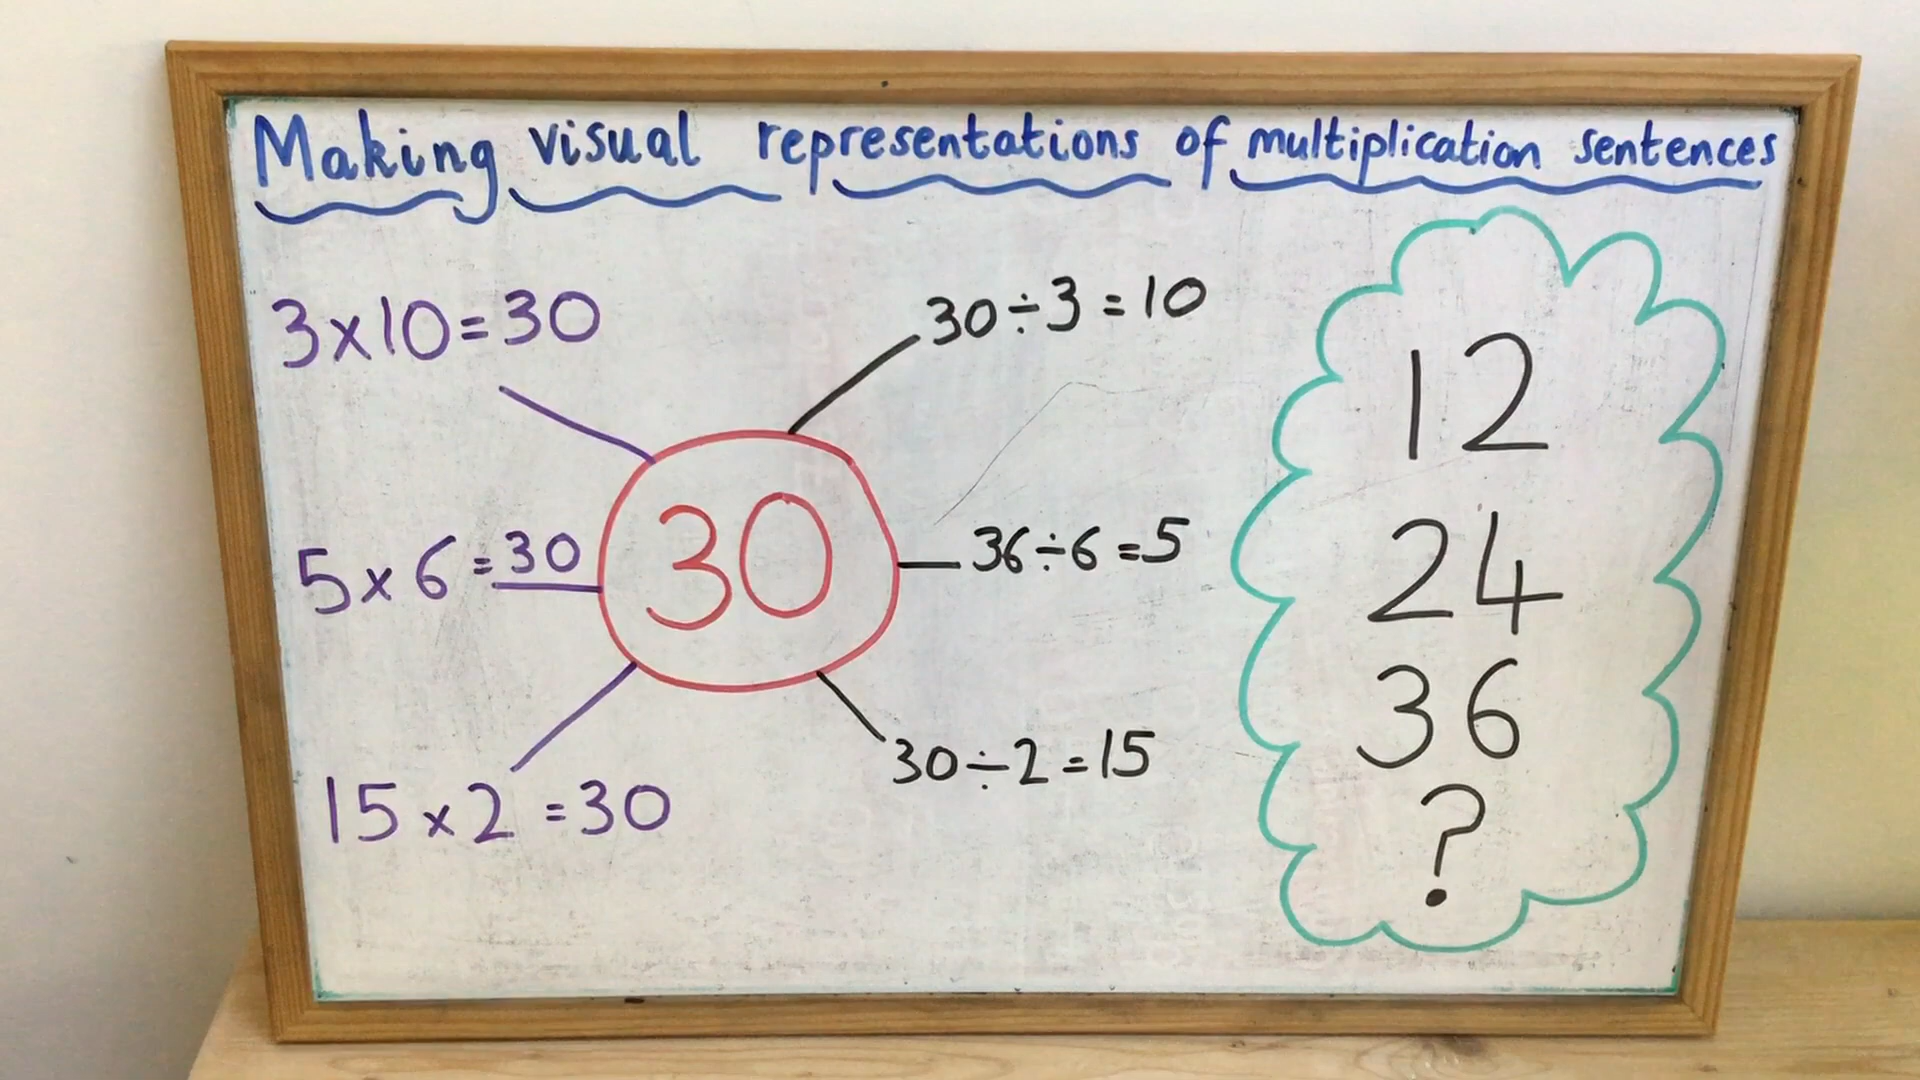 Making visual representations of multiplication sentences
3x10=30
5x6=30
15x2=30
30
30÷3=10
36÷6=5
30÷2=15
12
24
36
?